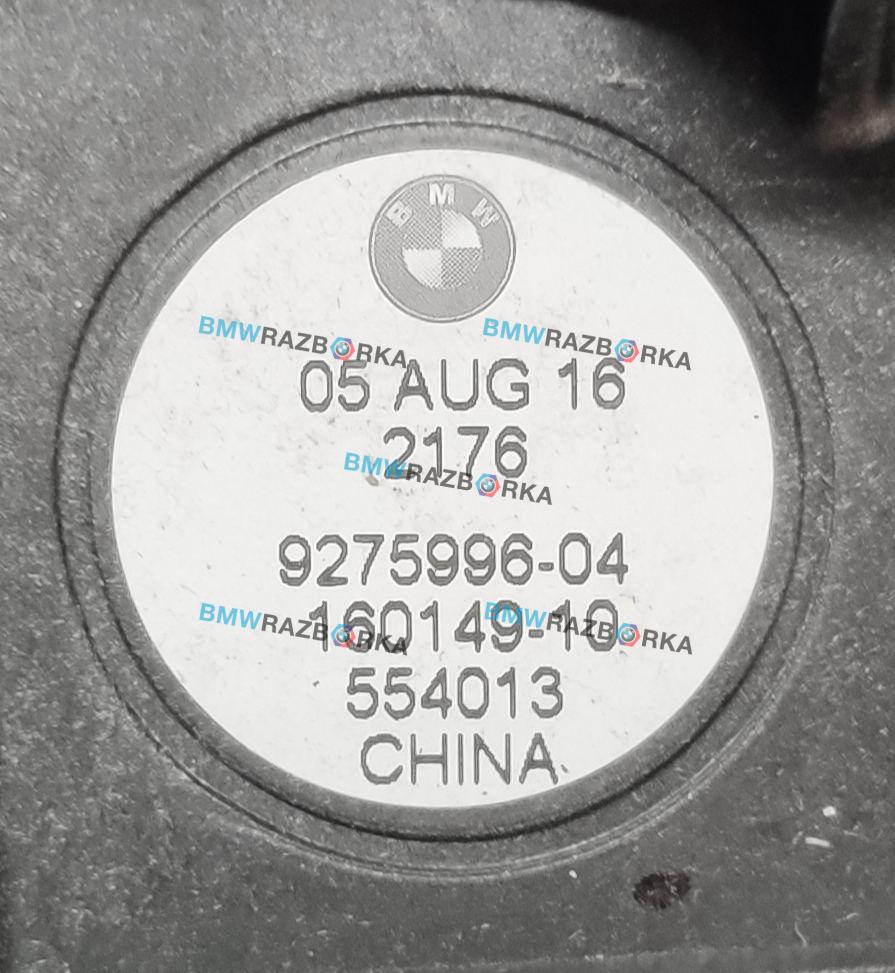 BMW
BMWRAZBORKA BMWRAZBORKA
05 AUG 16
2176
BMWRAZBORKA
9275996-04
160149-10
BMWRAZBORKA BMWRAZBORKA
554013
CHINA